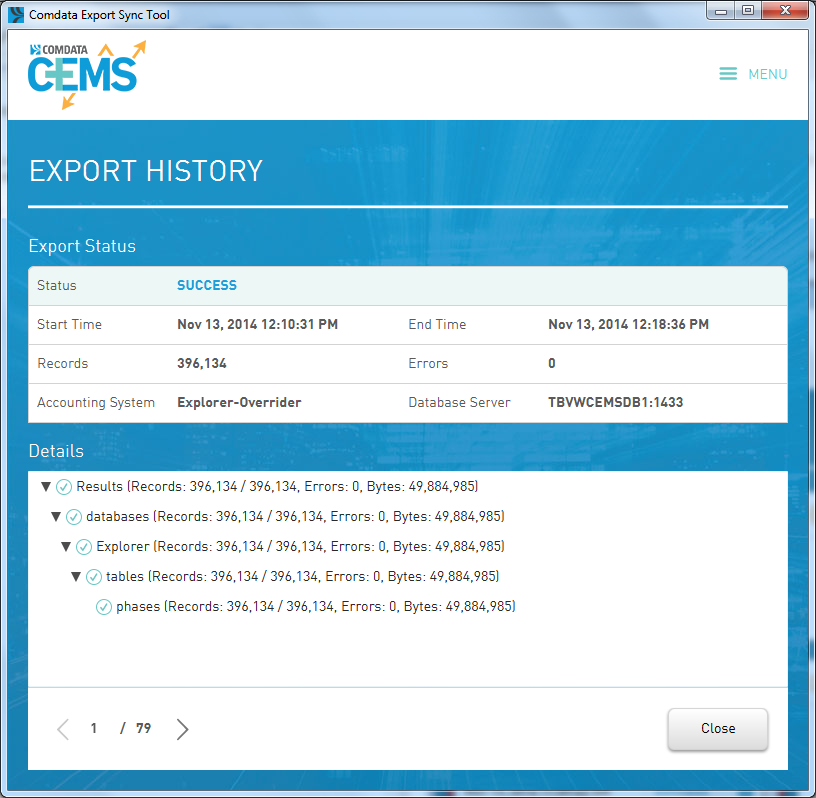 Comdata Export Sync Tool
COMDATA
CEMS
MENU
EXPORT HISTORY
Export Status
Status SUCCESS
Start Time Nov 13, 2014 12:10:31 PM End Time Nov 13, 2014 12:18:36 PM
Records 396,134 Errors 0
Accounting System Explorer-Overrider Database Server TBVWCEMSDB1:1433
Details
Results (Records: 396,134 / 396,134, Errors: 0, Bytes: 49,884,985)
databases (Records: 396,134 / 396,134, Errors: 0, Bytes: 49,884,985)
Explorer (Records: 396,134 / 396,134, Errors: 0, Bytes: 49,884,985)
tables (Records: 396,134 / 396,134, Errors: 0, Bytes: 49,884,985)
phases (Records: 396,134 / 396,134, Errors: 0, Bytes: 49,884,985)
1 / 79 Close